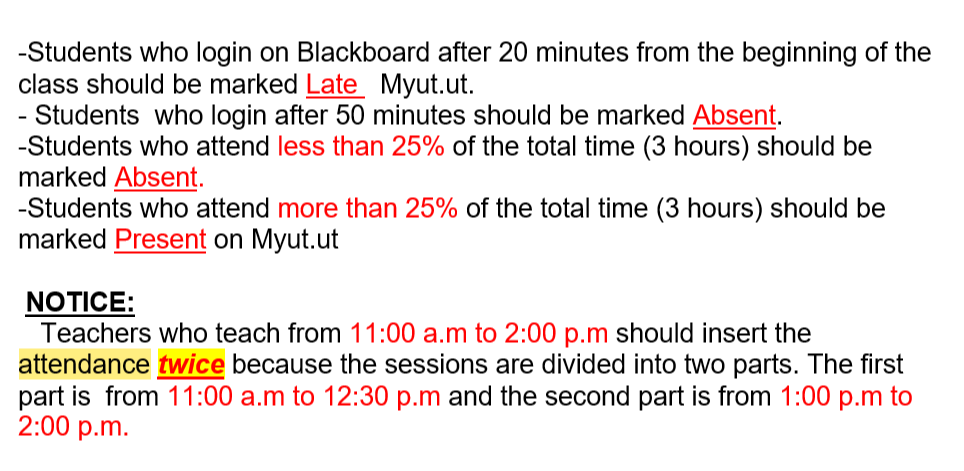 -Students who login on Blackboard after 20 minutes from the beginning of the
class should be marked Late   Myut.ut.
- Students  who login after 50 minutes should be marked Absent.
-Students who attend less than 25% of the total time (3 hours) should be
marked Absent.
-Students who attend more than 25% of the total time (3 hours) should be
marked Present on Myut.ut
NOTICE:
Teachers who teach from 11:00 a.m to 2:00 p.m should insert the
attendance twice because the sessions are divided into two parts. The first
part is  from 11:00 a.m to 12:30 p.m and the second part is from 1:00 p.m to
2:00 p.m.